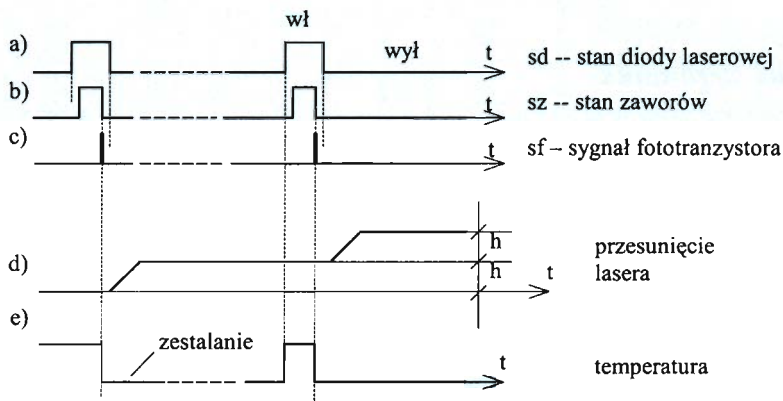 wł
a) wył t sd -- stan diody laserowej
b) t sz -- stan zaworów
c) t sf – sygnał fototranzystora
h przesunięcie
d) h t lasera
e) zestalanie t temperatura